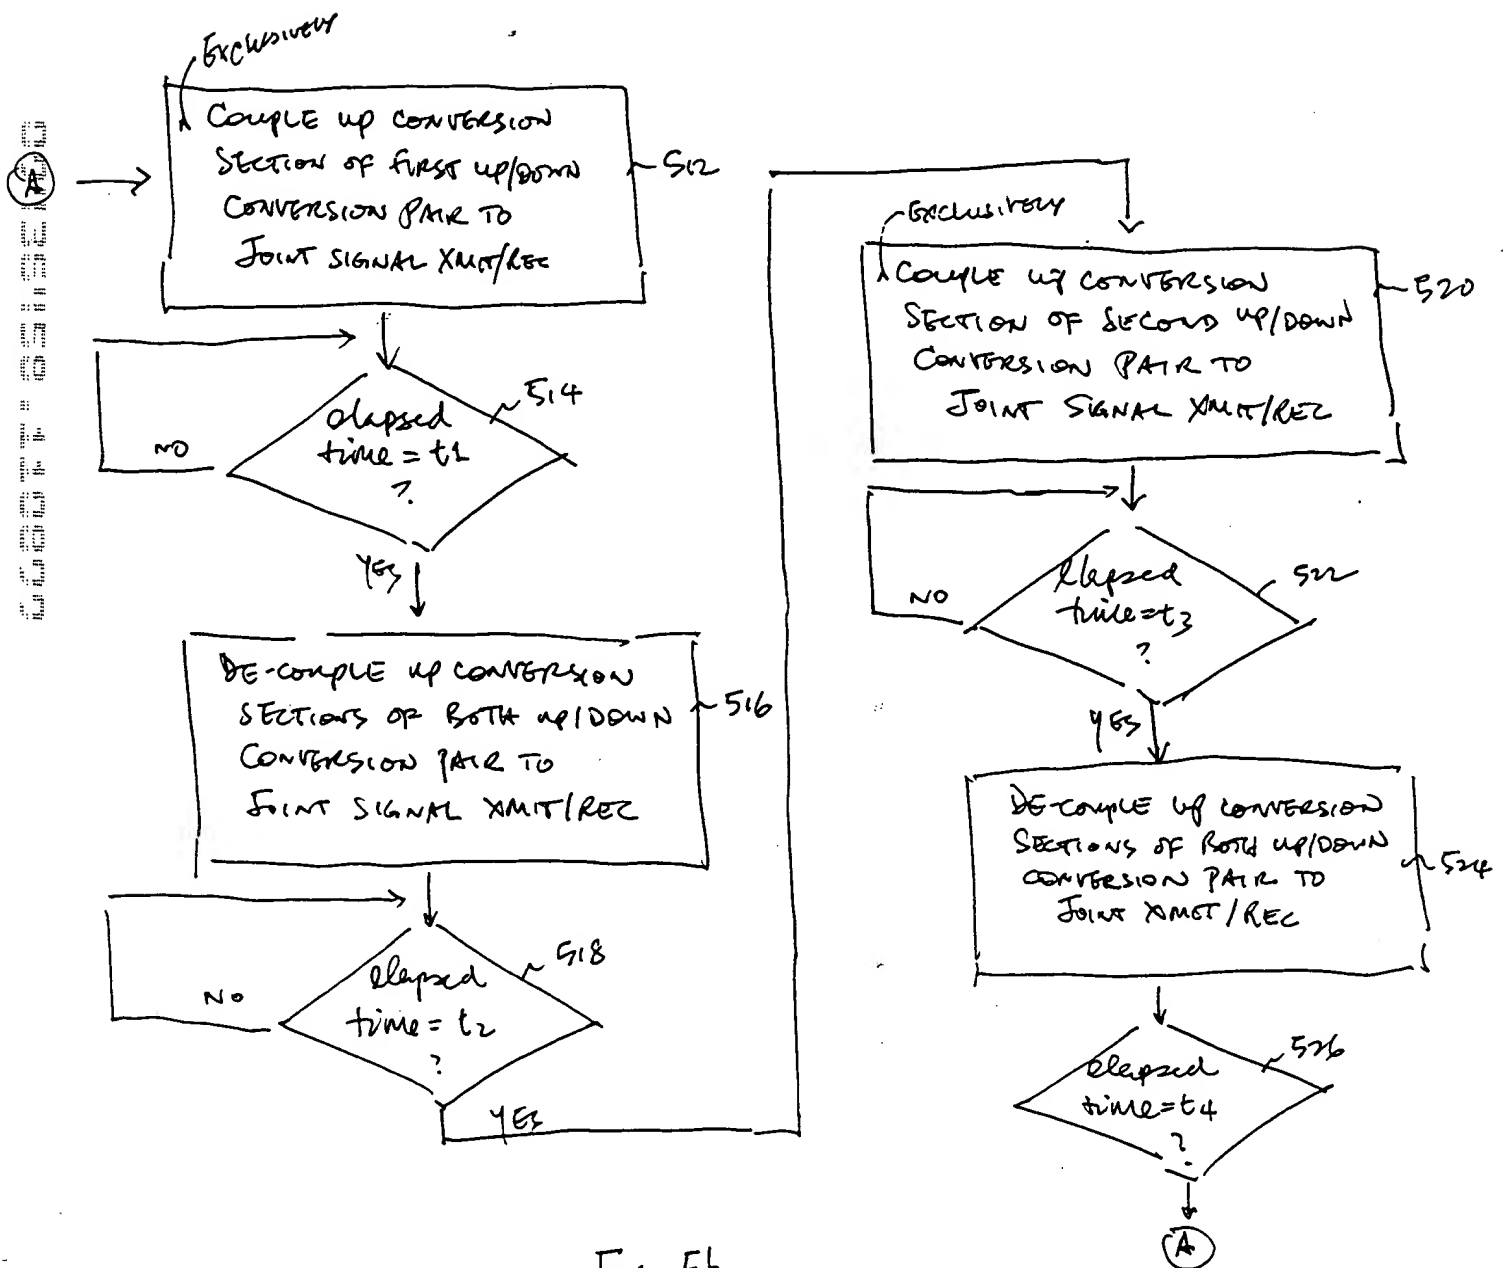 EXCLUSIVELY
A
COUPLE UP CONVERSION
SECTION OF FIRST UP/DOWN
CONVERSION PAIR TO
JOINT SIGNAL XMIT/REC
512
elapsed
time = t1
?
514
NO
YES
DE-COUPLE UP CONVERSION
SECTIONS OF BOTH UP/DOWN
CONVERSION PAIR TO
JOINT SIGNAL XMIT/REC
516
elapsed
time = t2
?
518
NO
YES
EXCLUSIVELY
COUPLE UP CONVERSION
SECTION OF SECOND UP/DOWN
CONVERSION PAIR TO
JOINT SIGNAL XMIT/REC
520
elapsed
time = t3
?
522
NO
YES
DE-COUPLE UP CONVERSION
SECTIONS OF BOTH UP/DOWN
CONVERSION PAIR TO
JOINT XMIT/REC
524
elapsed
time = t4
?
526
A